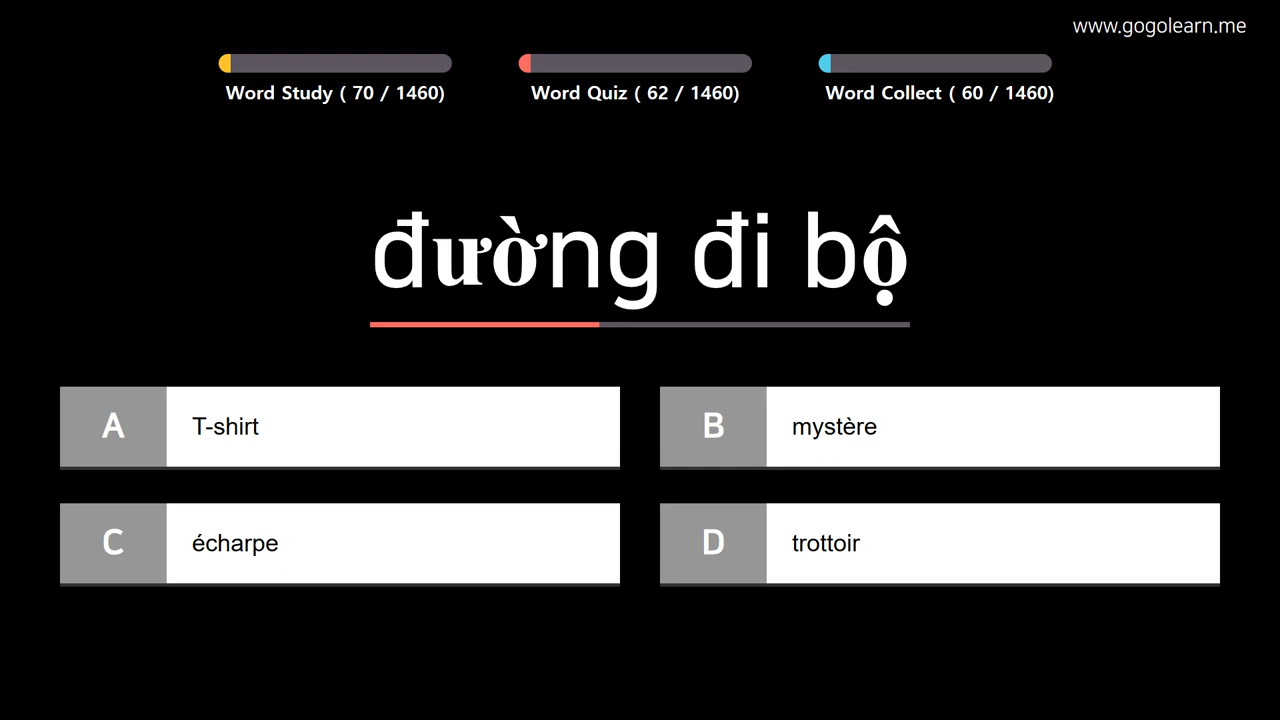 www.gogolearn.me
Word Study ( 70 / 1460)
Word Quiz ( 62 / 1460)
Word Collect ( 60 / 1460)
đường đi bộ
A
T-shirt
B
mystère
C
écharpe
D
trottoir